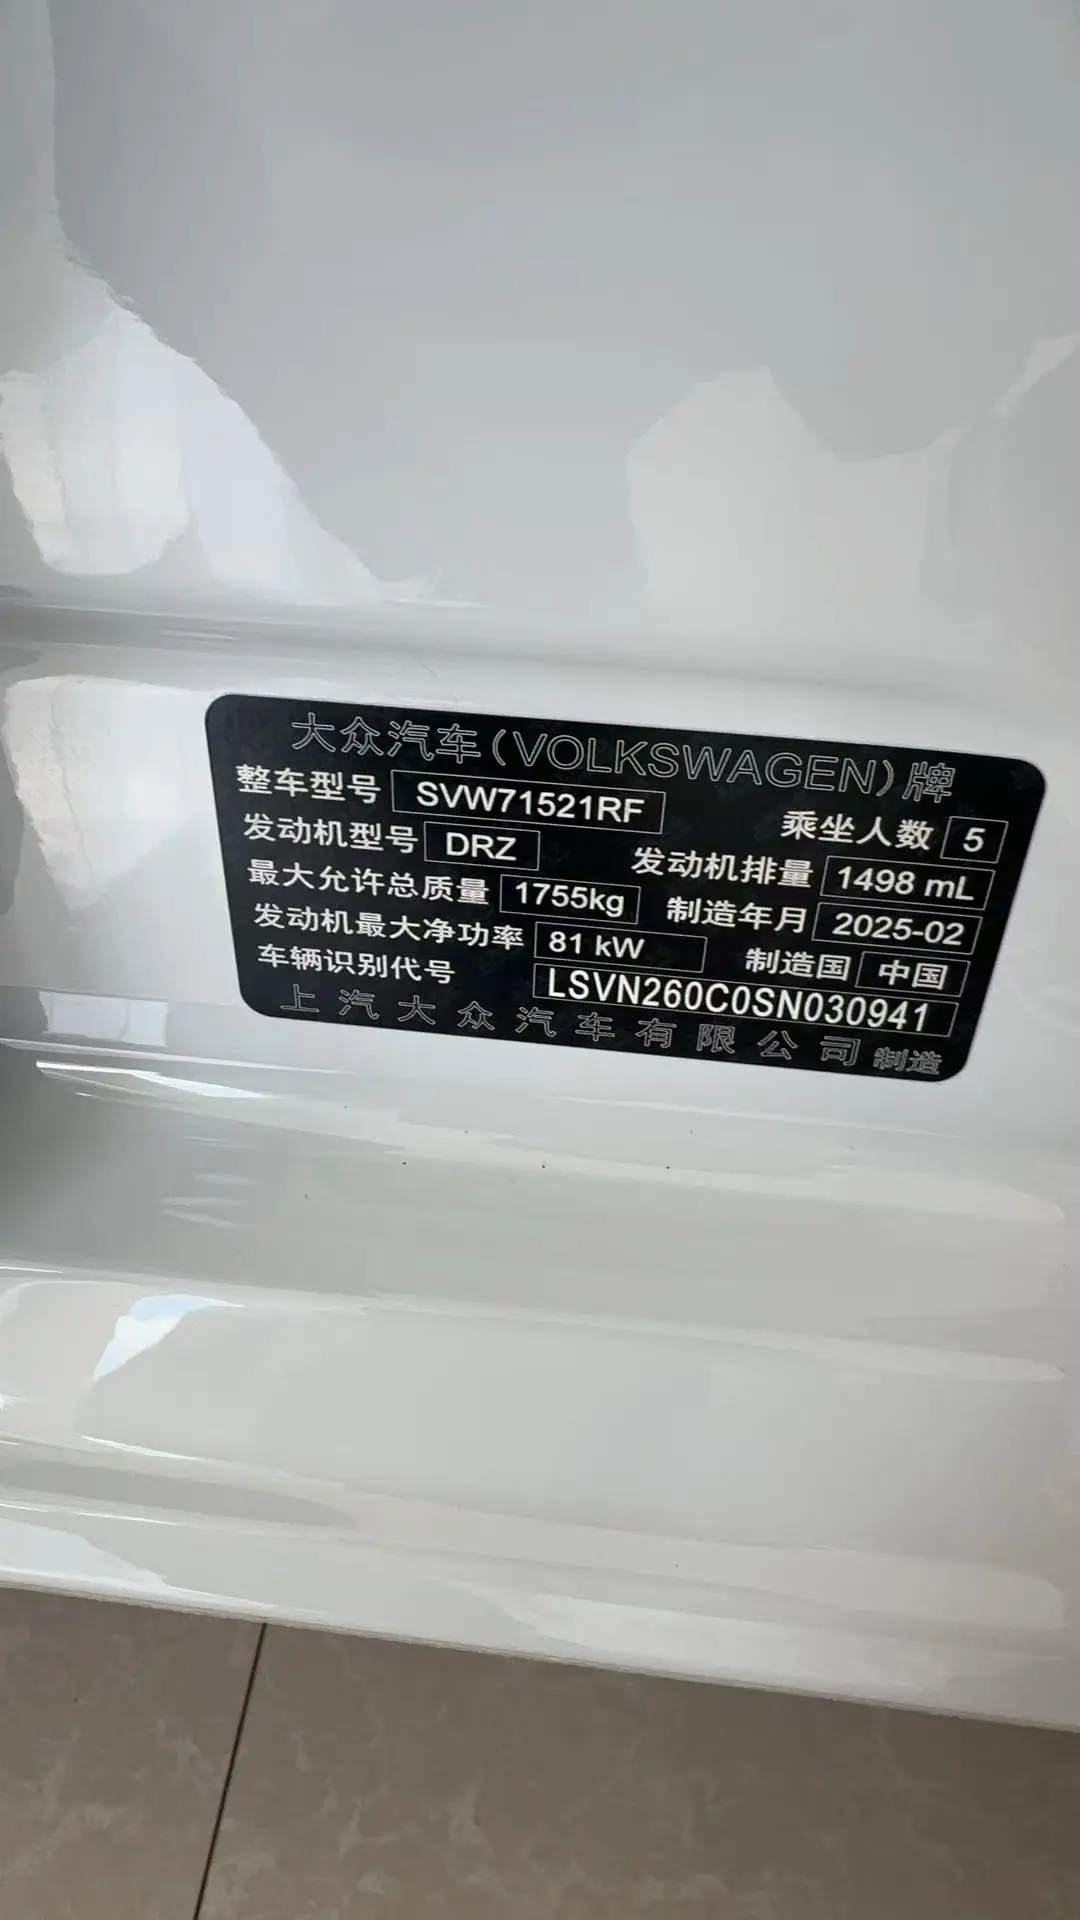 大众汽车(VOLKSWAGEN)牌
整车型号 SVW71521RF 乘坐人数 5
发动机型号 DRZ 发动机排量 1498 mL
最大允许总质量 1755kg 制造年月 2025-02
发动机最大净功率 81 kW 制造国 中国
车辆识别代号 LSVN260C0SN030941
上汽大众汽车有限公司 制造